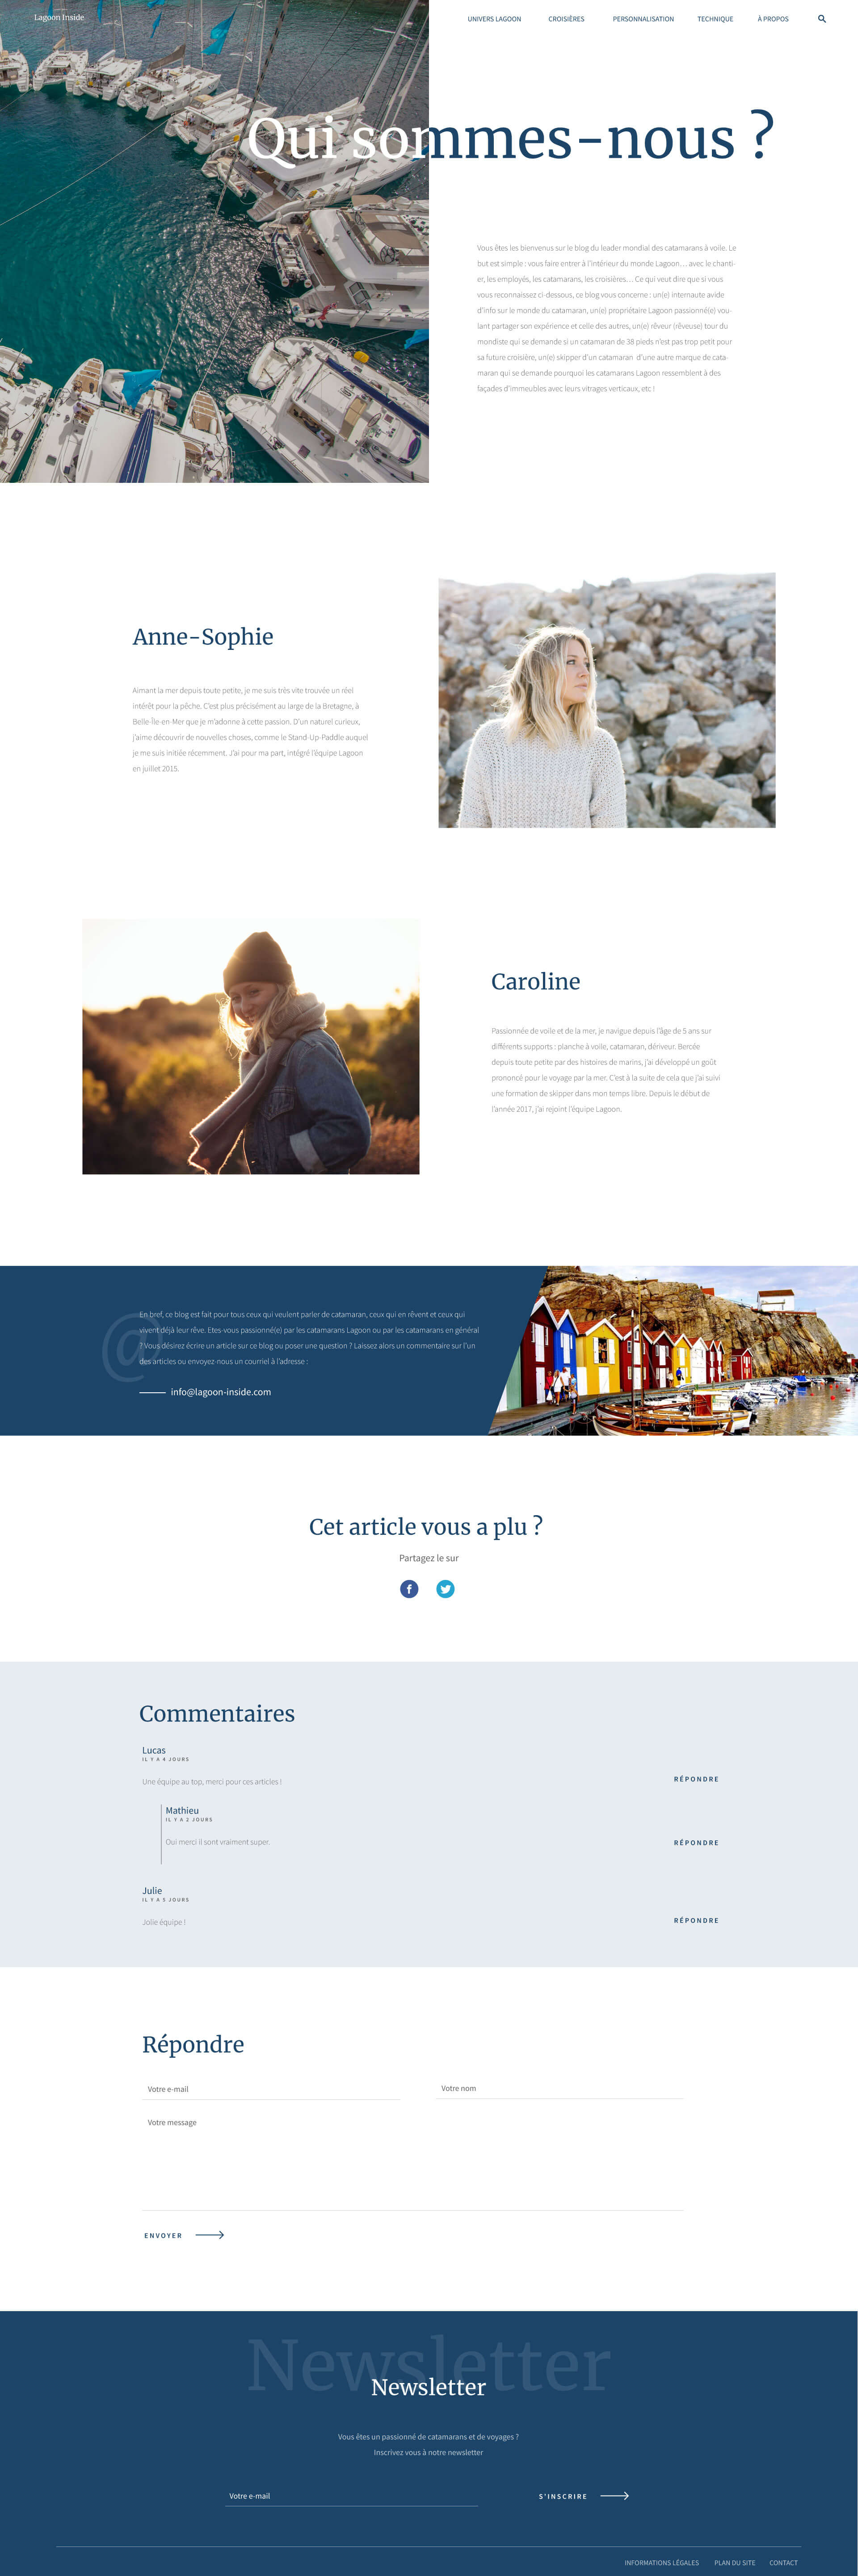 Lagoon Inside
UNIVERS LAGOON CROISIÈRES PERSONNALISATION TECHNIQUE À PROPOS
Qui sommes-nous ?
Vous êtes les bienvenus sur le blog du leader mondial des catamarans à voile. Le
but est simple : vous faire entrer à l'intérieur du monde Lagoon… avec le chanti-
er, les employés, les catamarans, les croisières… Ce qui veut dire que si vous
vous reconnaissez ci-dessous, ce blog vous concerne : un(e) internaute avide
d'info sur le monde du catamaran, un(e) propriétaire Lagoon passionné(e) vou-
lant partager son expérience et celle des autres, un(e) rêveur (rêveuse) tour du
mondiste qui se demande si un catamaran de 38 pieds n'est pas trop petit pour
sa future croisière, un(e) skipper d'un catamaran d'une autre marque de cata-
maran qui se demande pourquoi les catamarans Lagoon ressemblent à des
façades d'immeubles avec leurs vitrages verticaux, etc !
Anne-Sophie
Aimant la mer depuis toute petite, je me suis très vite trouvée un réel
intérêt pour la pêche. C'est plus précisément au large de la Bretagne, à
Belle-Île-en-Mer que je m'adonne à cette passion. D'un naturel curieux,
j'aime découvrir de nouvelles choses, comme le Stand-Up-Paddle auquel
je me suis initiée récemment. J'ai pour ma part, intégré l'équipe Lagoon
en juillet 2015.
Caroline
Passionnée de voile et de la mer, je navigue depuis l'âge de 5 ans sur
différents supports : planche à voile, catamaran, dériveur. Bercée
depuis toute petite par des histoires de marins, j'ai développé un goût
prononcé pour le voyage par la mer. C'est à la suite de cela que j'ai suivi
une formation de skipper dans mon temps libre. Depuis le début de
l'année 2017, j'ai rejoint l'équipe Lagoon.
@
En bref, ce blog est fait pour tous ceux qui veulent parler de catamaran, ceux qui en rêvent et ceux qui
vivent déjà leur rêve. Etes-vous passionné(e) par les catamarans Lagoon ou par les catamarans en général
? Vous désirez écrire un article sur ce blog ou poser une question ? Laissez alors un commentaire sur l'un
des articles ou envoyez-nous un courriel à l'adresse :
info@lagoon-inside.com
Cet article vous a plu ?
Partagez le sur
Commentaires
Lucas
IL Y A 4 JOURS
Une équipe au top, merci pour ces articles !
RÉPONDRE
Mathieu
IL Y A 2 JOURS
Oui merci il sont vraiment super.
RÉPONDRE
Julie
IL Y A 5 JOURS
Jolie équipe !
RÉPONDRE
Répondre
Votre e-mail
Votre nom
Votre message
ENVOYER
Newsletter
Newsletter
Vous êtes un passionné de catamarans et de voyages ?
Inscrivez vous à notre newsletter
Votre e-mail
S'INSCRIRE
INFORMATIONS LÉGALES PLAN DU SITE CONTACT